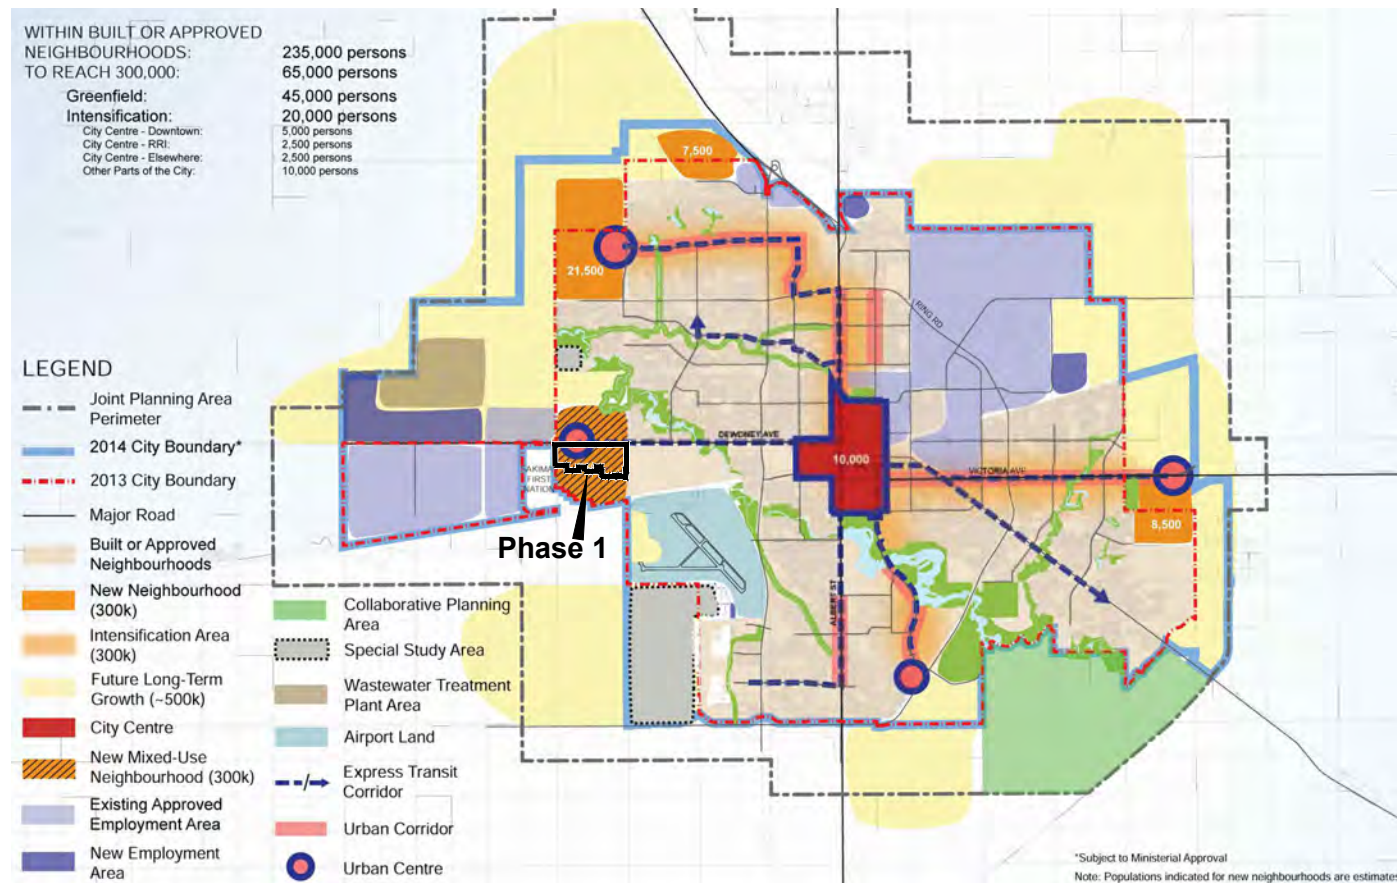 WITHIN BUILT OR APPROVED
NEIGHBOURHOODS: 235,000 persons
TO REACH 300,000: 65,000 persons
Greenfield: 45,000 persons
Intensification: 20,000 persons
City Centre - Downtown: 5,000 persons
City Centre - RRI: 2,500 persons
City Centre - Elsewhere: 2,500 persons
Other Parts of the City: 10,000 persons
7,500
21,500
RING RD
DEWDNEY AVE
10,000
VICTORIA AVE
8,500
AKIMA
FIRST
NATION
Phase 1
ALBERT ST
LEGEND
Joint Planning Area
Perimeter
2014 City Boundary*
2013 City Boundary
Major Road
Built or Approved
Neighbourhoods
New Neighbourhood
(300k)
Intensification Area
(300k)
Future Long-Term
Growth (~500k)
City Centre
New Mixed-Use
Neighbourhood (300k)
Existing Approved
Employment Area
New Employment
Area
Collaborative Planning
Area
Special Study Area
Wastewater Treatment
Plant Area
Airport Land
Express Transit
Corridor
Urban Corridor
Urban Centre
*Subject to Ministerial Approval
Note: Populations indicated for new neighbourhoods are estimate